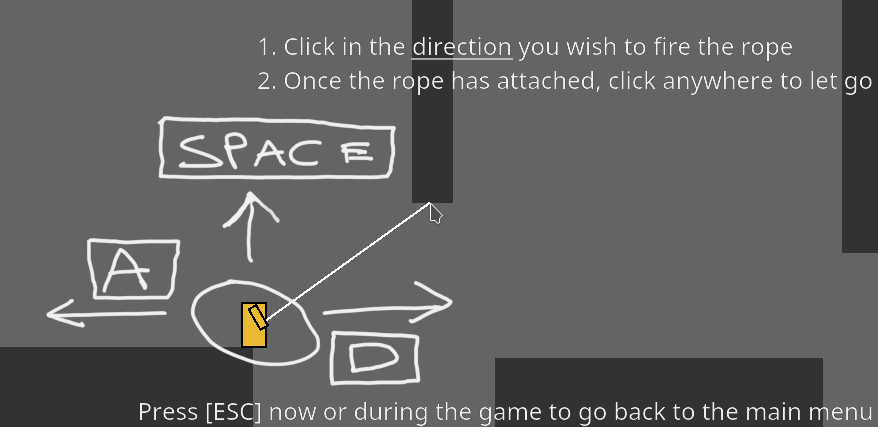 1. Click in the direction you wish to fire the rope
2. Once the rope has attached, click anywhere to let go
SPACE
A
D
Press [ESC] now or during the game to go back to the main menu